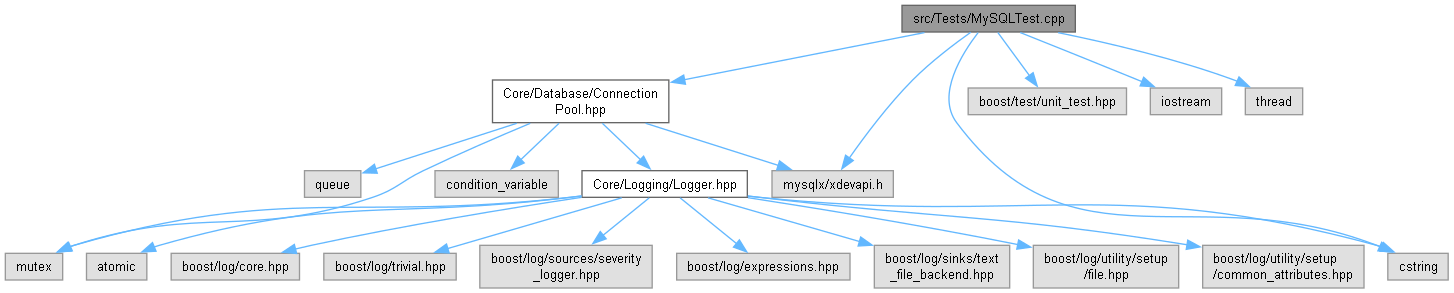 src/Tests/MySQLTest.cpp
Core/Database/Connection
Pool.hpp
boost/test/unit_test.hpp
iostream
thread
queue
condition_variable
Core/Logging/Logger.hpp
mysqlx/xdevapi.h
mutex
atomic
boost/log/core.hpp
boost/log/trivial.hpp
boost/log/sources/severity
_logger.hpp
boost/log/expressions.hpp
boost/log/sinks/text
_file_backend.hpp
boost/log/utility/setup
/file.hpp
boost/log/utility/setup
/common_attributes.hpp
cstring